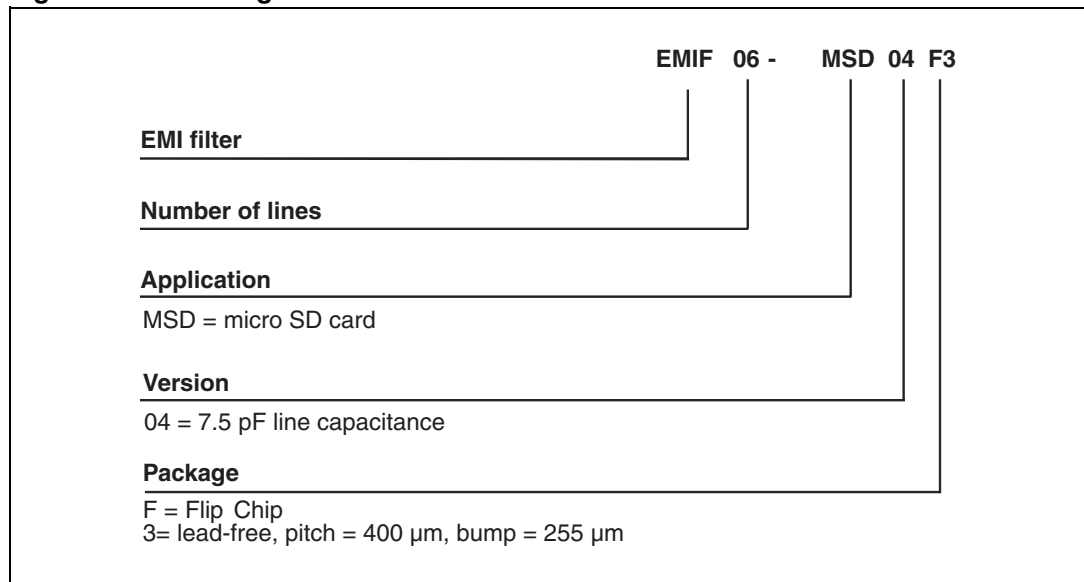 EMIF 06 - MSD 04 F3
EMI filter
Number of lines
Application
MSD = micro SD card
Version
04 = 7.5 pF line capacitance
Package
F = Flip Chip
3= lead-free, pitch = 400 µm, bump = 255 µm